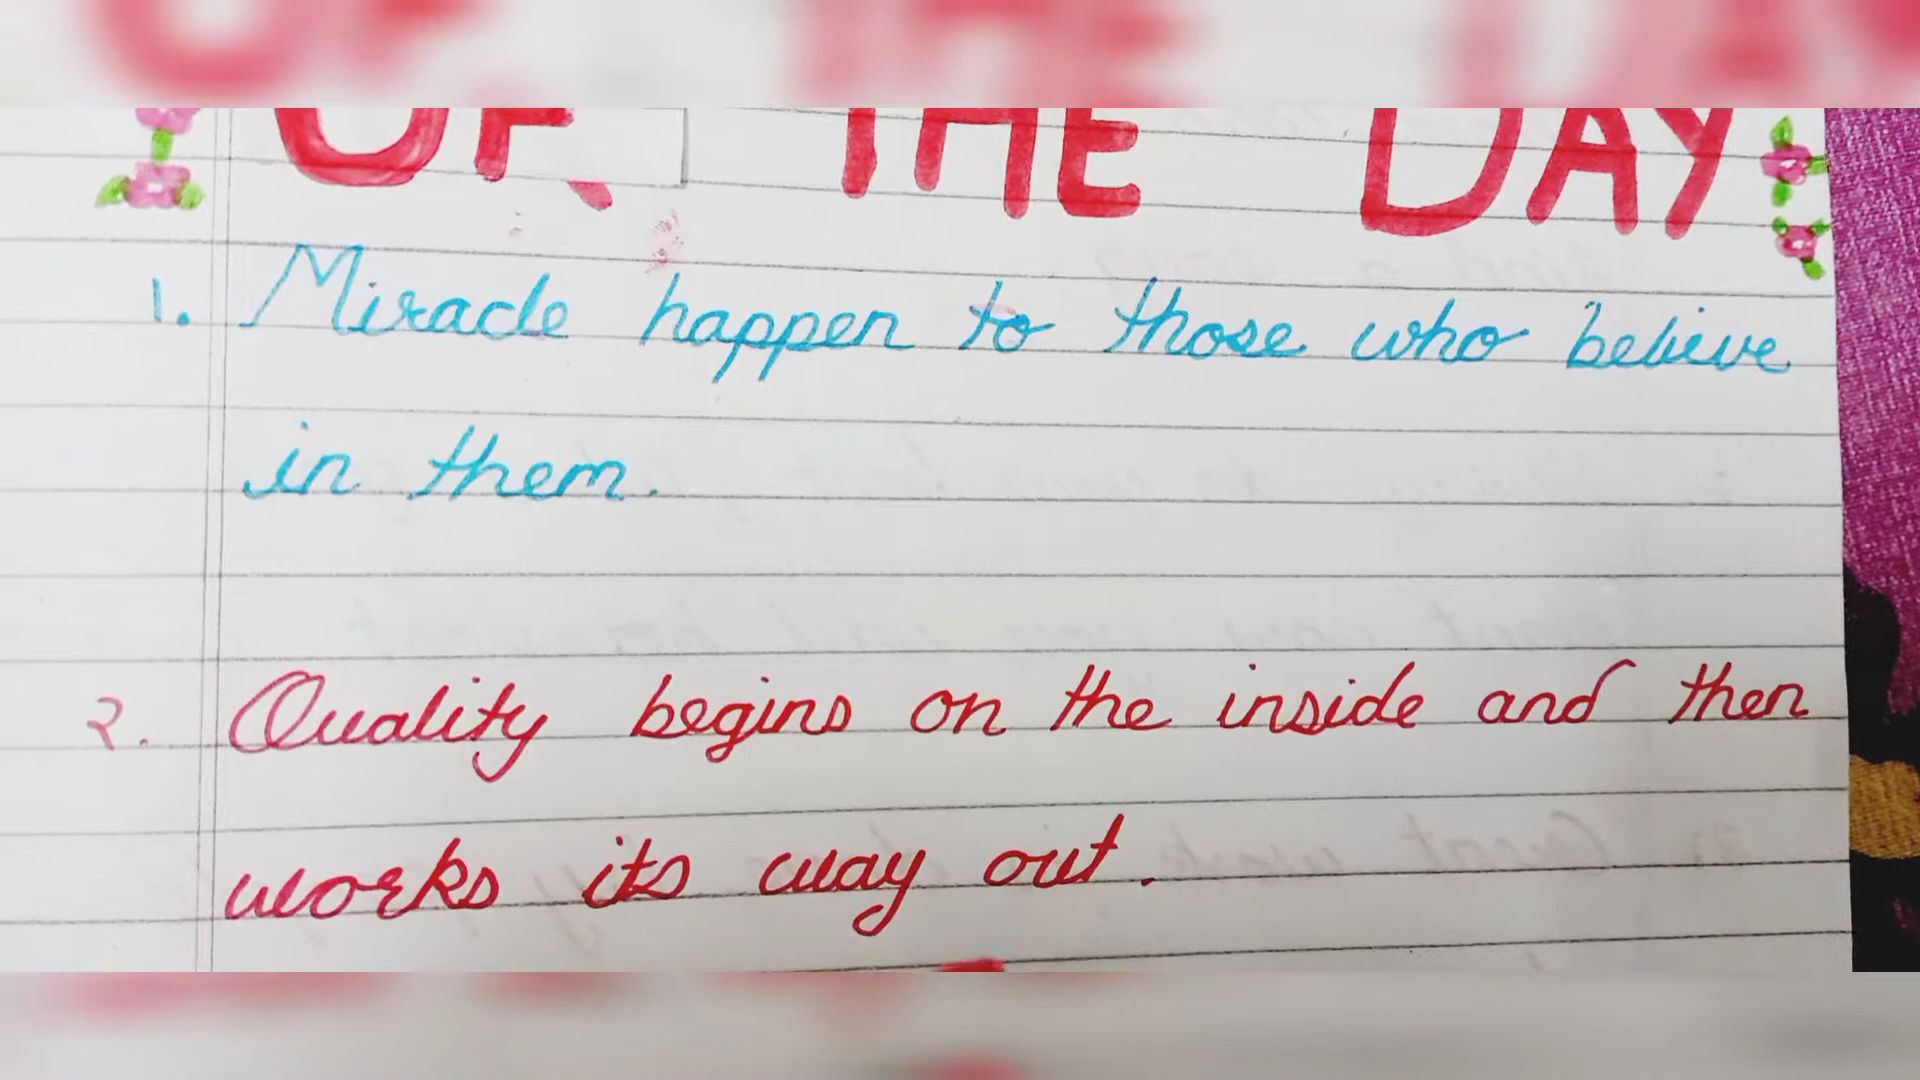 OF THE DAY
1. Miracle happen to those who believe
in them.
2. Quality begins on the inside and then
works its way out.